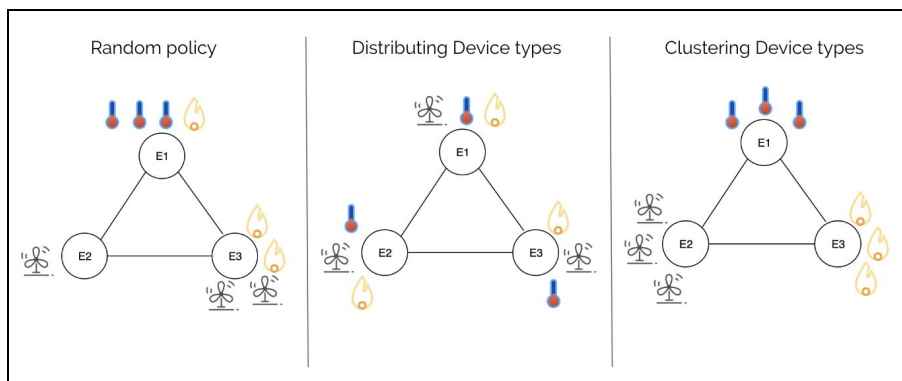 Random policy
Distributing Device types
Clustering Device types
E1
E2
E3
E1
E2
E3
E1
E2
E3